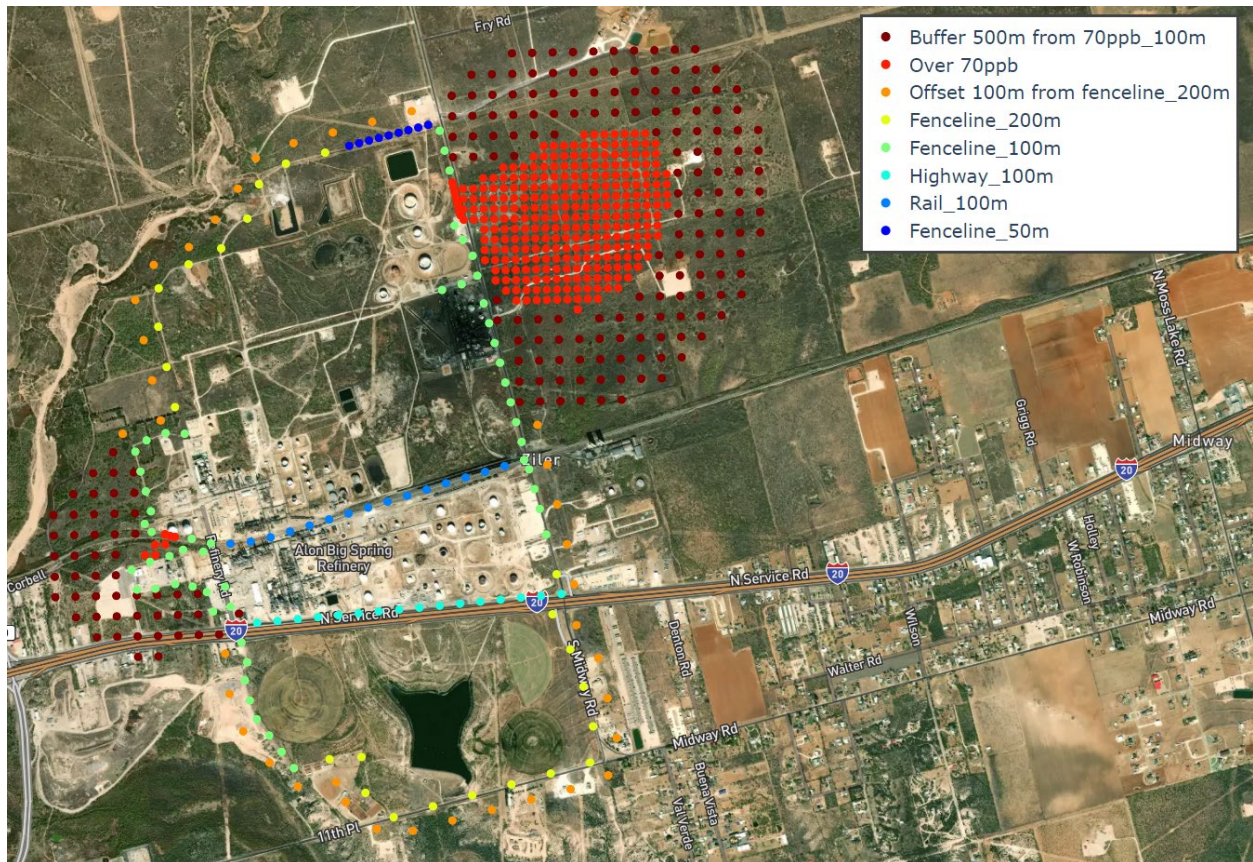 Fry Rd
Buffer 500m from 70ppb_100m
Over 70ppb
Offset 100m from fenceline_200m
Fenceline_200m
Fenceline_100m
Highway_100m
Rail_100m
Fenceline_50m
N Moss Lake Rd
Grigg Rd
Midway
20
Ziler
Refinery Rd
Alon Big Spring
Refinery
Corbell
Holley
W Robinson
N Service Rd
20
20
N Service Rd
20
Wilson
Midway Rd
Denton Rd
S Midway Rd
Walter Rd
Midway Rd
Buena Vista
Val Verde
11th Pl